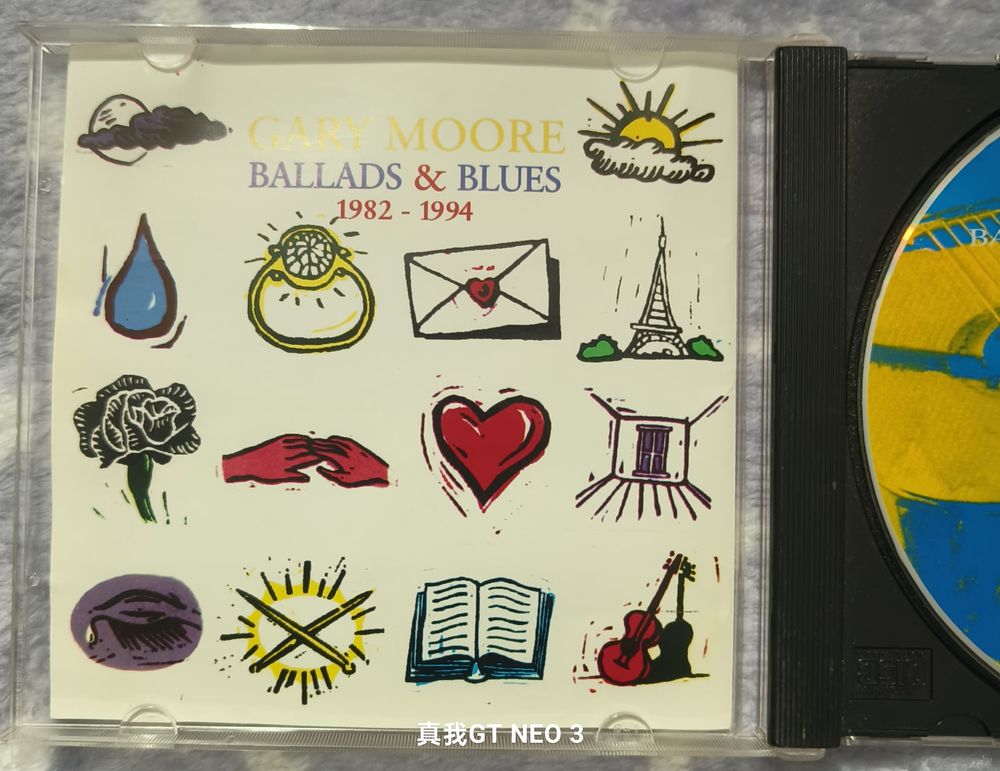 GARY MOORE
BALLADS & BLUES
1982 - 1994
真我GT NEO 3